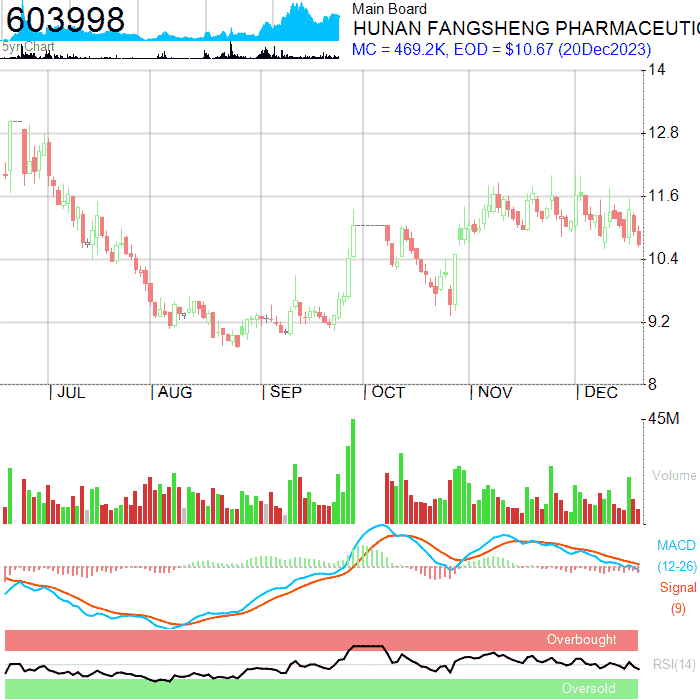 603998
5yr Chart
Main Board
HUNAN FANGSHENG PHARMACEUTIC
MC = 469.2K, EOD = $10.67 (20Dec2023)
14
12.8
11.6
10.4
9.2
8
JUL
AUG
SEP
OCT
NOV
DEC
45M
Volume
MACD
(12-26)
Signal
(9)
Overbought
RSI(14)
Oversold